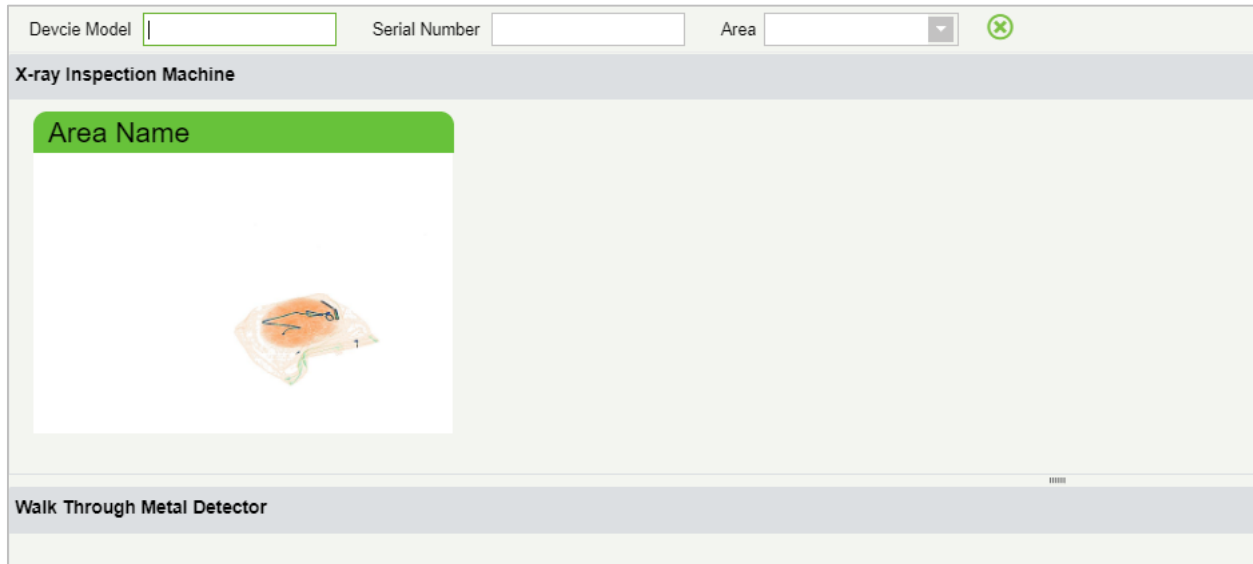 Devcie Model Serial Number Area
X-ray Inspection Machine
Area Name
Walk Through Metal Detector